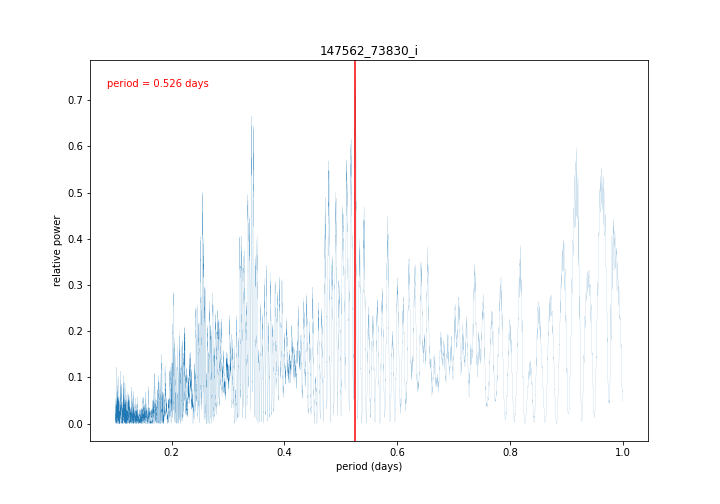 147562_73830_i
period = 0.526 days
0.7
0.6
0.5
0.4
0.3
0.2
0.1
0.0
relative power
0.2 0.4 0.6 0.8 1.0
period (days)